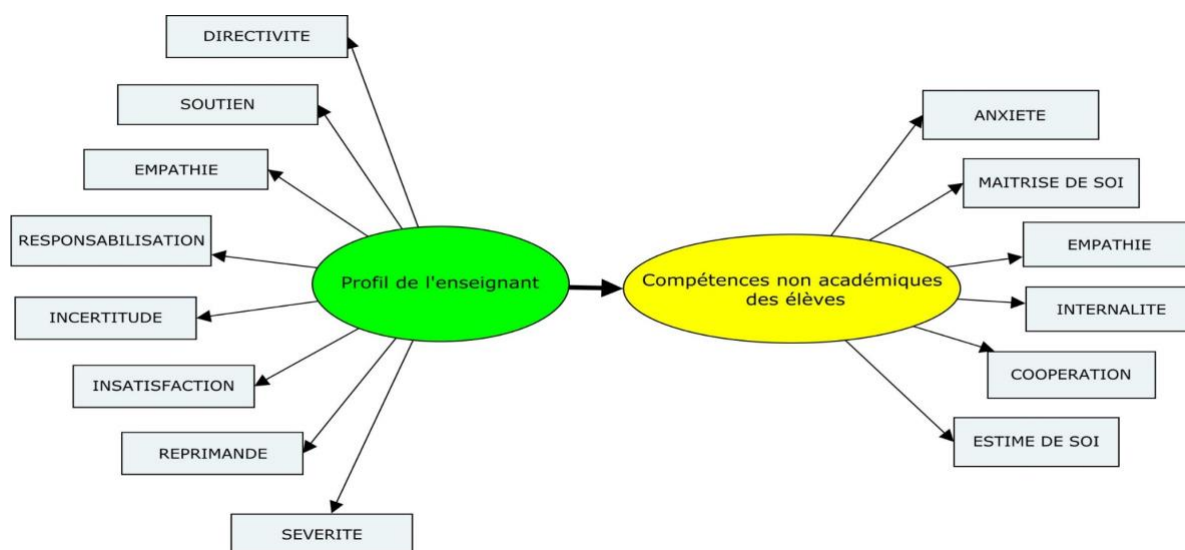 DIRECTIVITE
SOUTIEN
EMPATHIE
RESPONSABILISATION
INCERTITUDE
INSATISFACTION
REPRIMANDE
SEVERITE
Profil de l'enseignant
Compétences non académiques
des élèves
ANXIETE
MAITRISE DE SOI
EMPATHIE
INTERNALITE
COOPERATION
ESTIME DE SOI